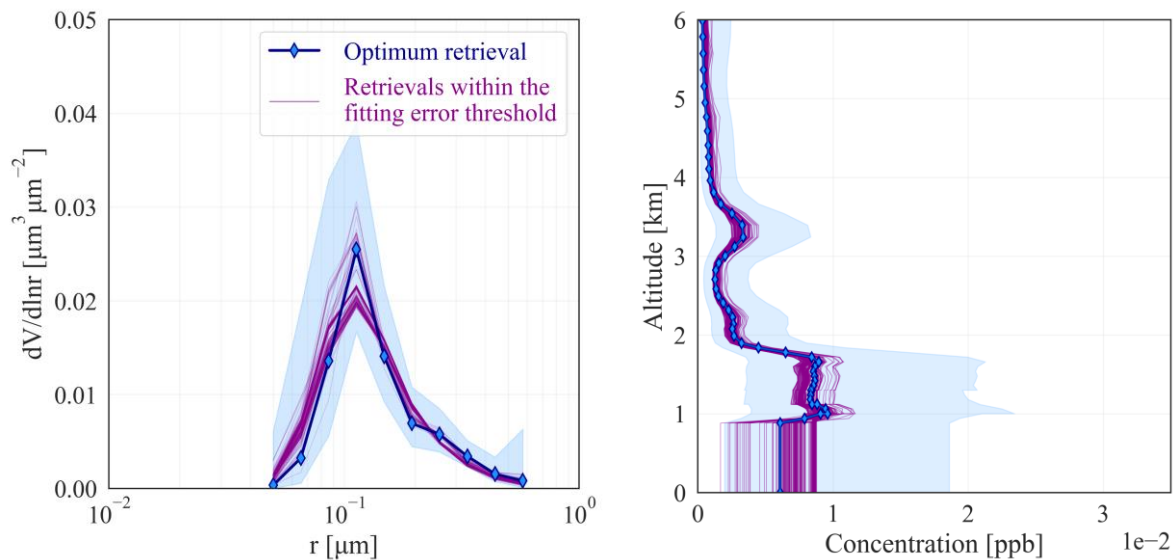 0.05
0.04
0.03
0.02
0.01
0.00
dV/dlnr [μm³ μm⁻²]
Optimum retrieval
Retrievals within the
fitting error threshold
10⁻²
10⁻¹
10⁰
r [μm]
6
5
4
3
2
1
0
Altitude [km]
0
1
2
3
1e−2
Concentration [ppb]